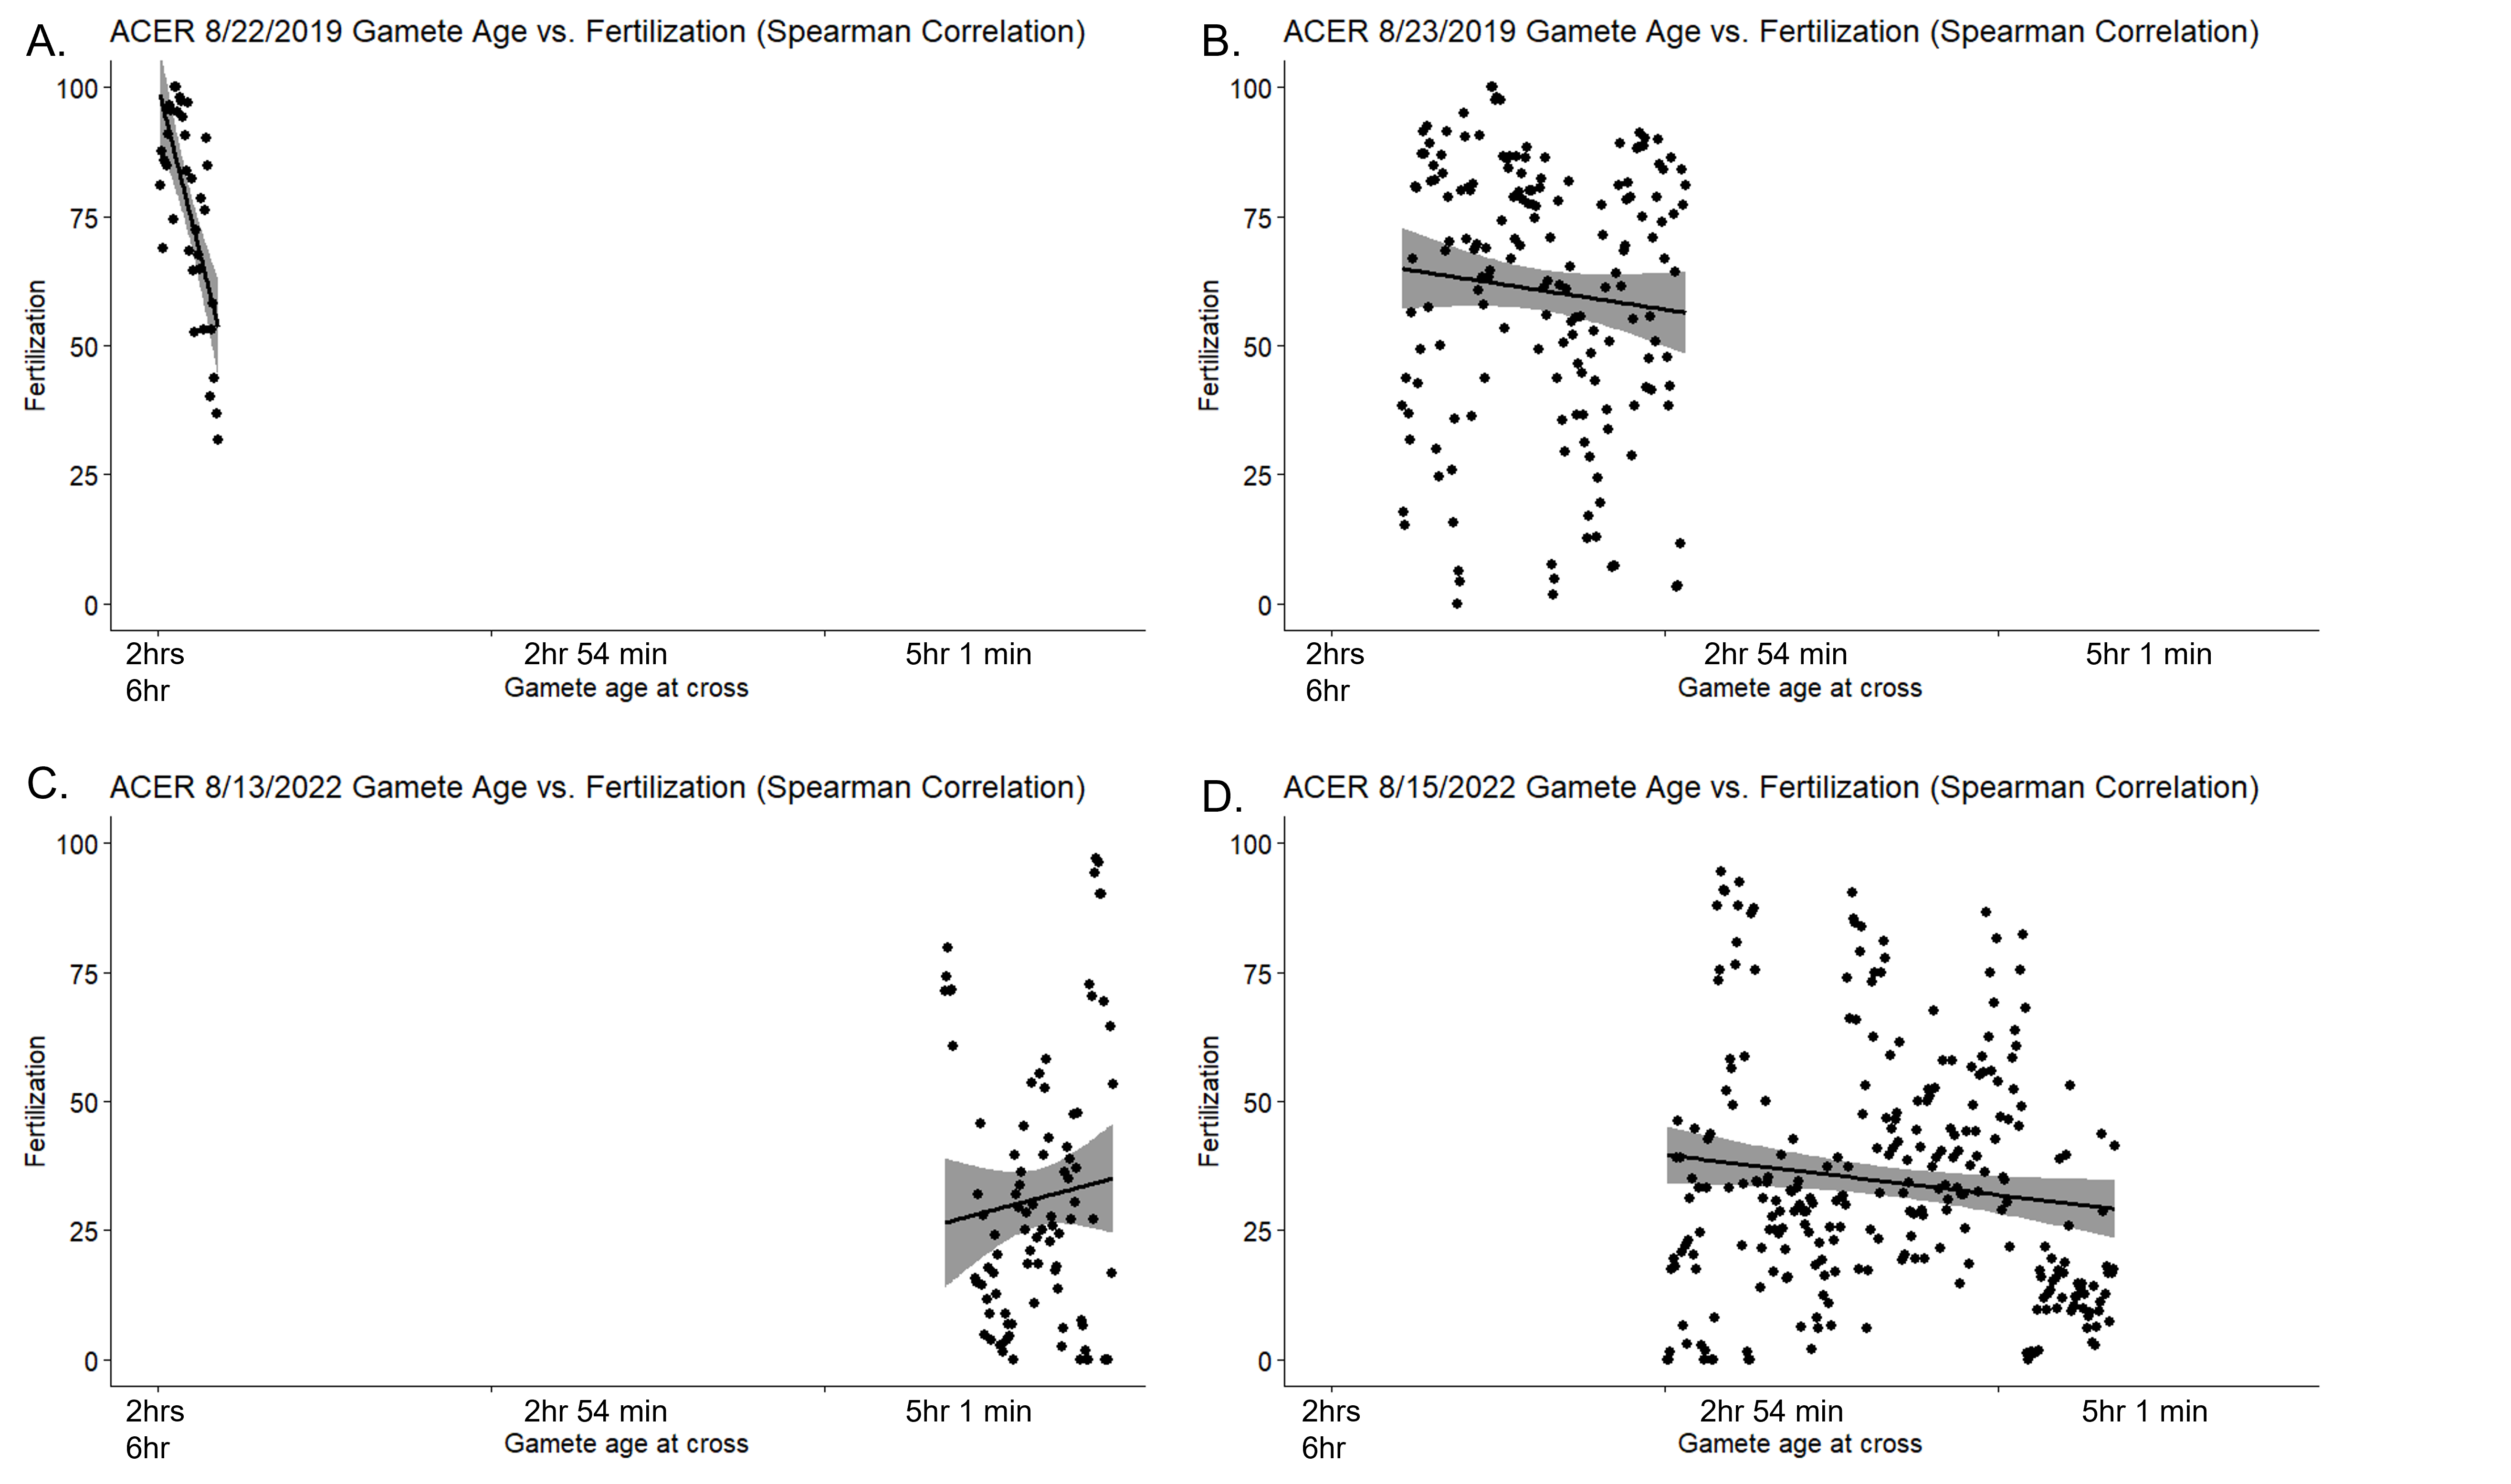 A. ACER 8/22/2019 Gamete Age vs. Fertilization (Spearman Correlation)
100
75
50
25
0
Fertilization
2hrs 2hr 54 min 5hr 1 min
6hr Gamete age at cross
B. ACER 8/23/2019 Gamete Age vs. Fertilization (Spearman Correlation)
100
75
50
25
0
Fertilization
2hrs 2hr 54 min 5hr 1 min
6hr Gamete age at cross
C. ACER 8/13/2022 Gamete Age vs. Fertilization (Spearman Correlation)
100
75
50
25
0
Fertilization
2hrs 2hr 54 min 5hr 1 min
6hr Gamete age at cross
D. ACER 8/15/2022 Gamete Age vs. Fertilization (Spearman Correlation)
100
75
50
25
0
Fertilization
2hrs 2hr 54 min 5hr 1 min
6hr Gamete age at cross